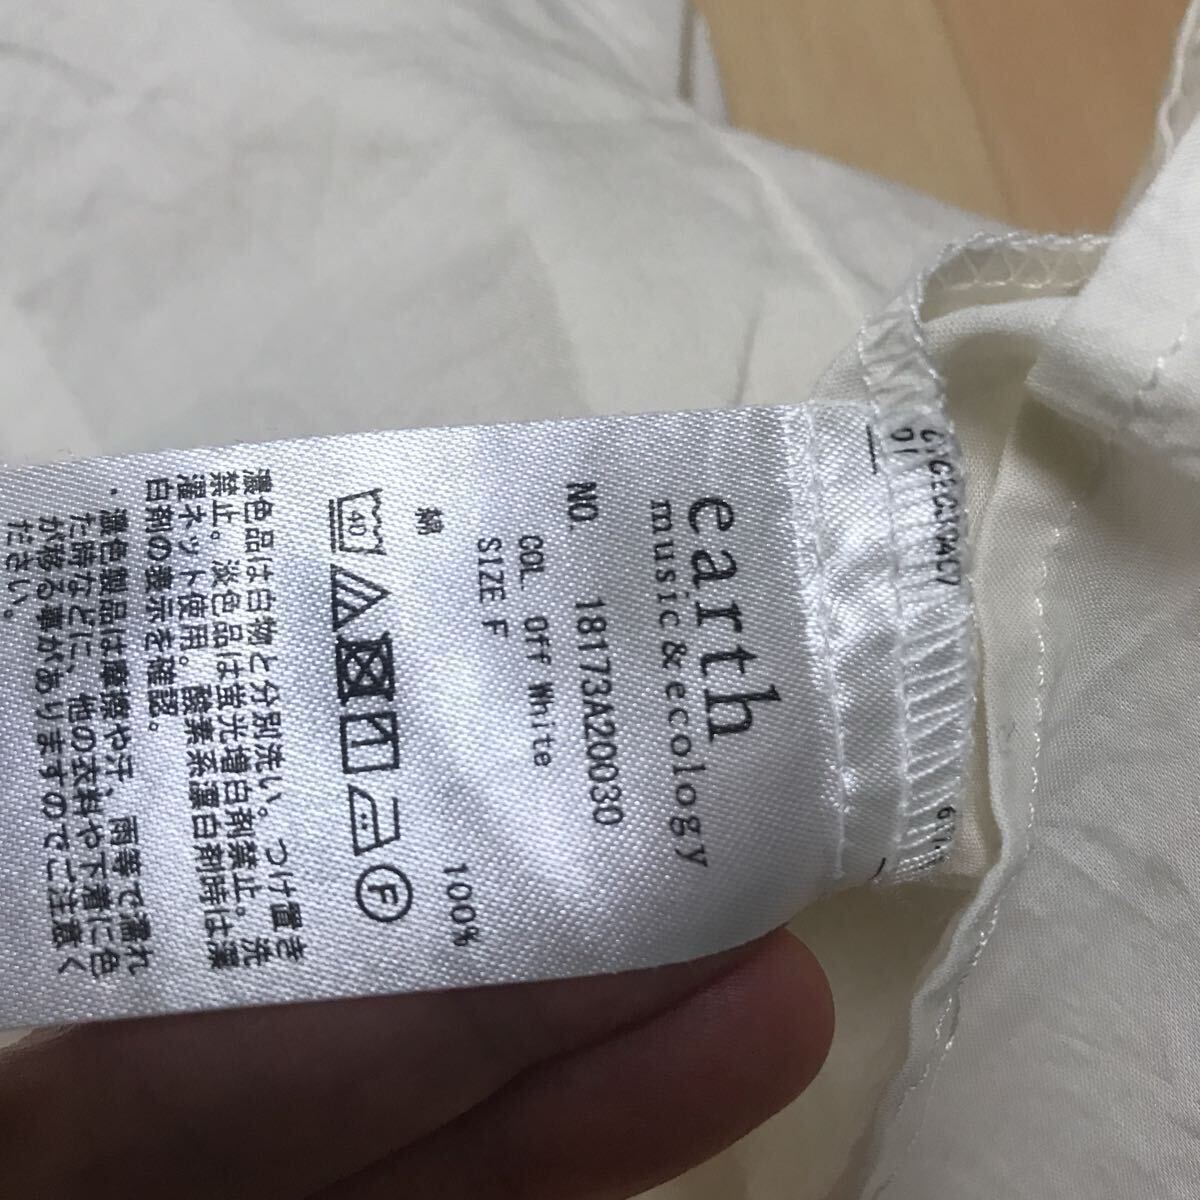 earth
music&ecology
NO. 18173A20030
COL Off White
SIZE F
綿 100%
40
F
濃色品は白物と分別洗い。つけ置き
禁止。淡色品は蛍光増白剤禁止。洗
濯ネット使用。酸素系漂白剤時は漂
白剤の表示を確認。
・濃色製品は摩擦や汗、雨等で濡れ
た時などに、他の衣料や下着に色
が移る事がありますのでご注意く
ださい。